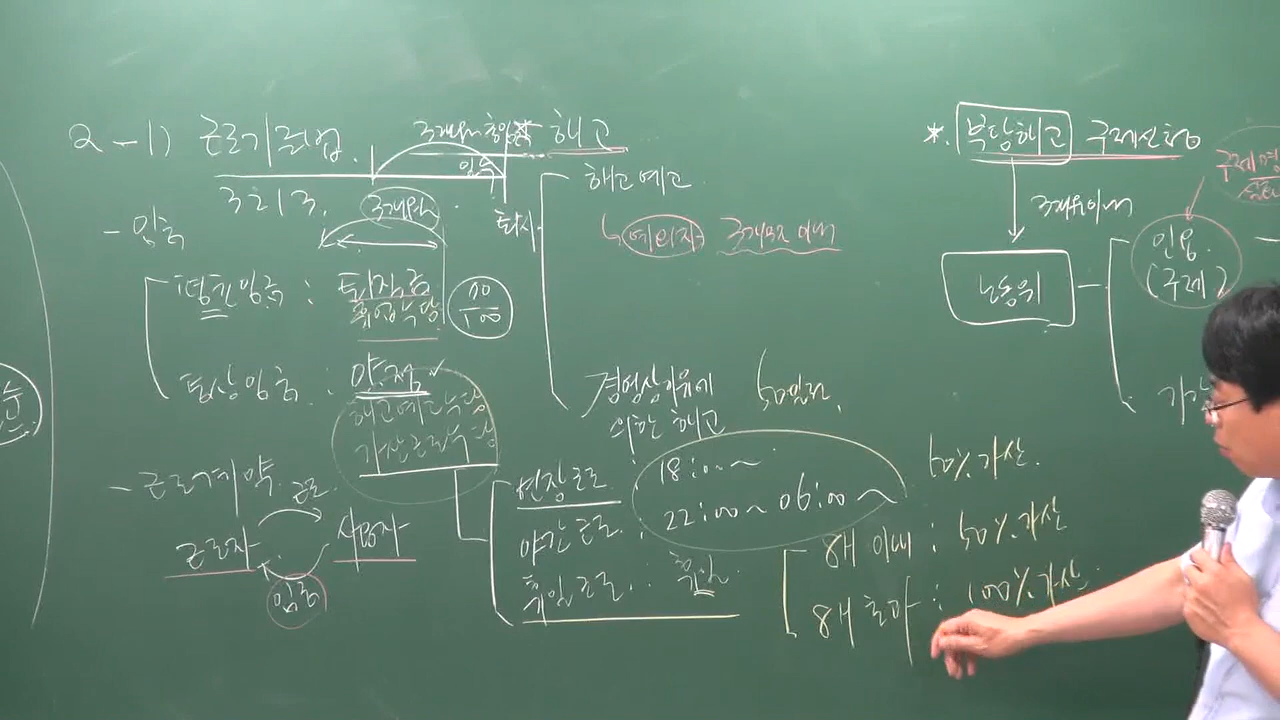 2-1) 근로기준법.
3213.
- 임금
3개월
평균임금 : 퇴직금
휴업수당
70
100
통상임금 : 연차
해고예고수당
가산근로수당
- 근로계약.
근로
근로자
사용자
임금
해고
퇴사.
해고예고
예외자 3개월 이내
경영상이유에
의한 해고
50일전
연장근로 : 18:00~
야간근로. 22:00~06:00~
휴일근로 : 휴일
50% 가산.
8H 이내 : 50% 가산
8H 초과 : 100% 가산.
*. 부당해고 구제신청
3개월이내
노동위
인용.
(구제)